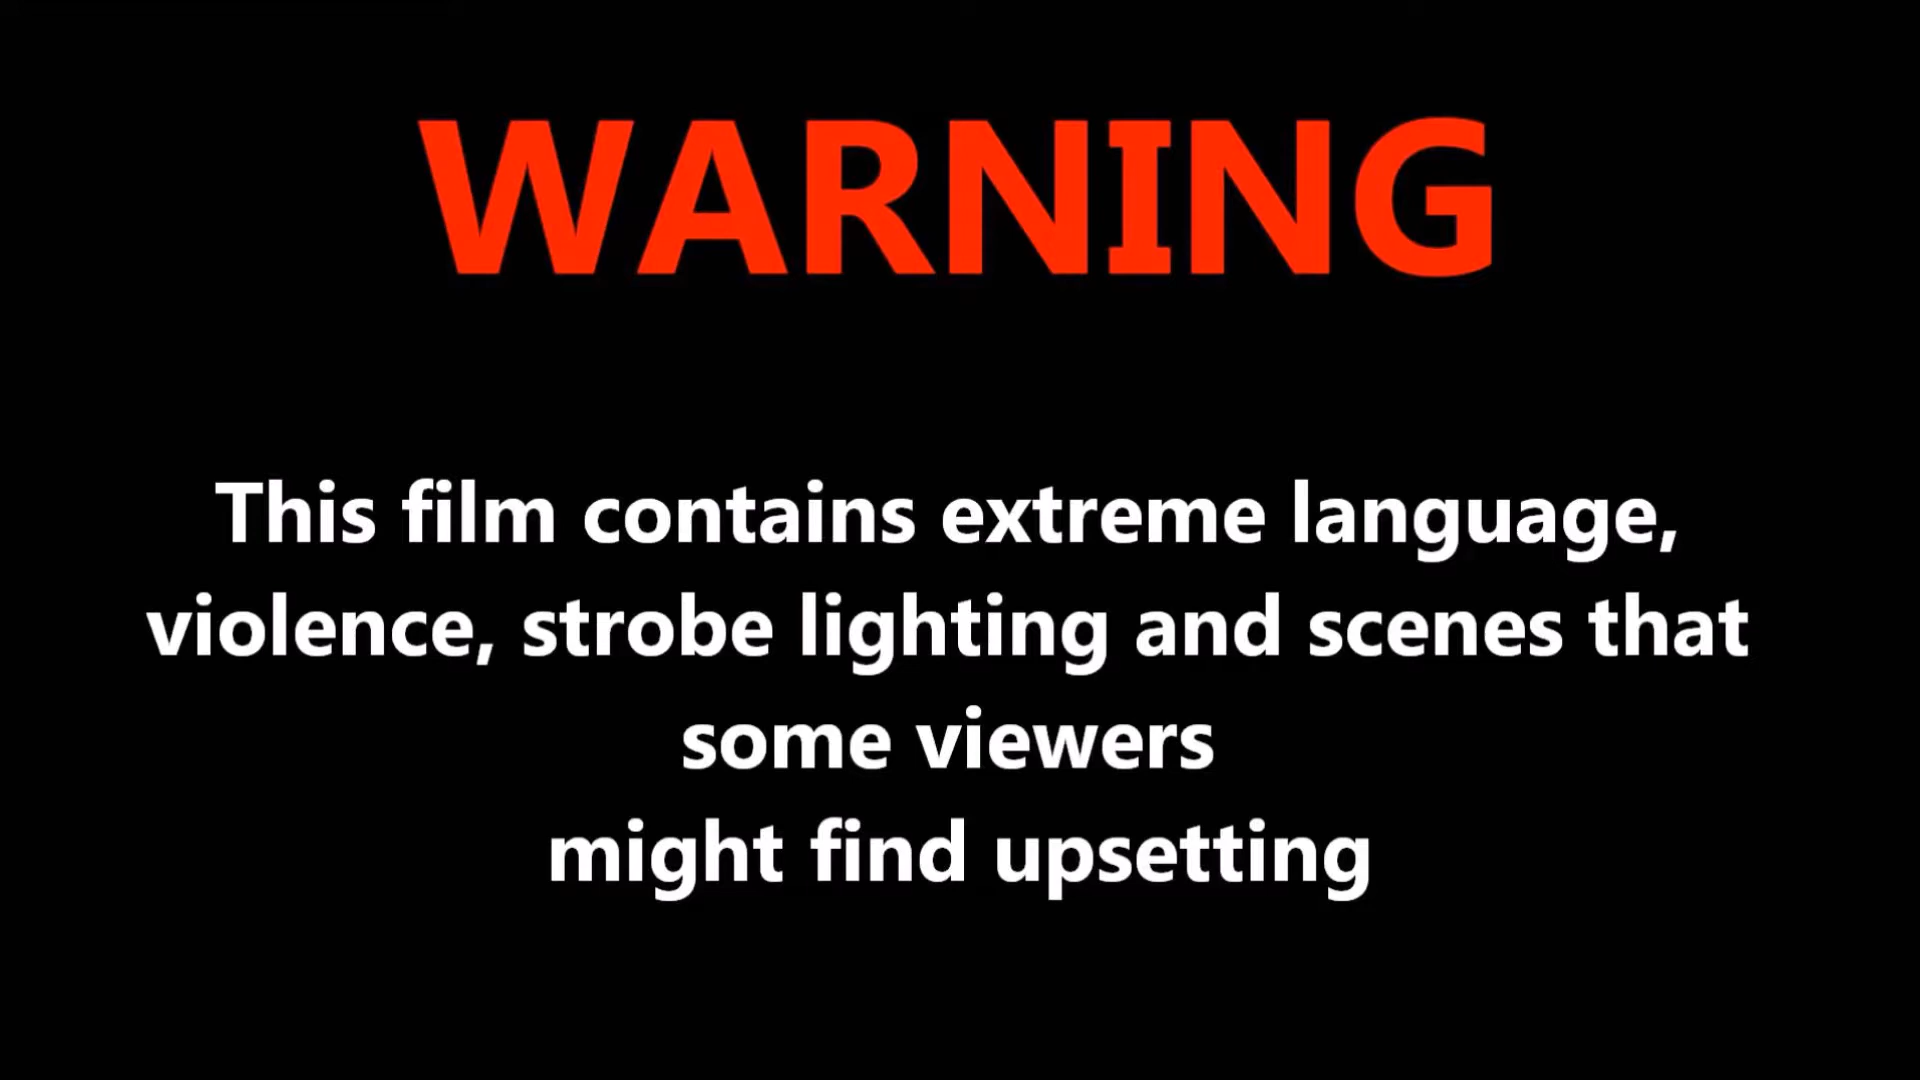 WARNING
This film contains extreme language,
violence, strobe lighting and scenes that
some viewers
might find upsetting